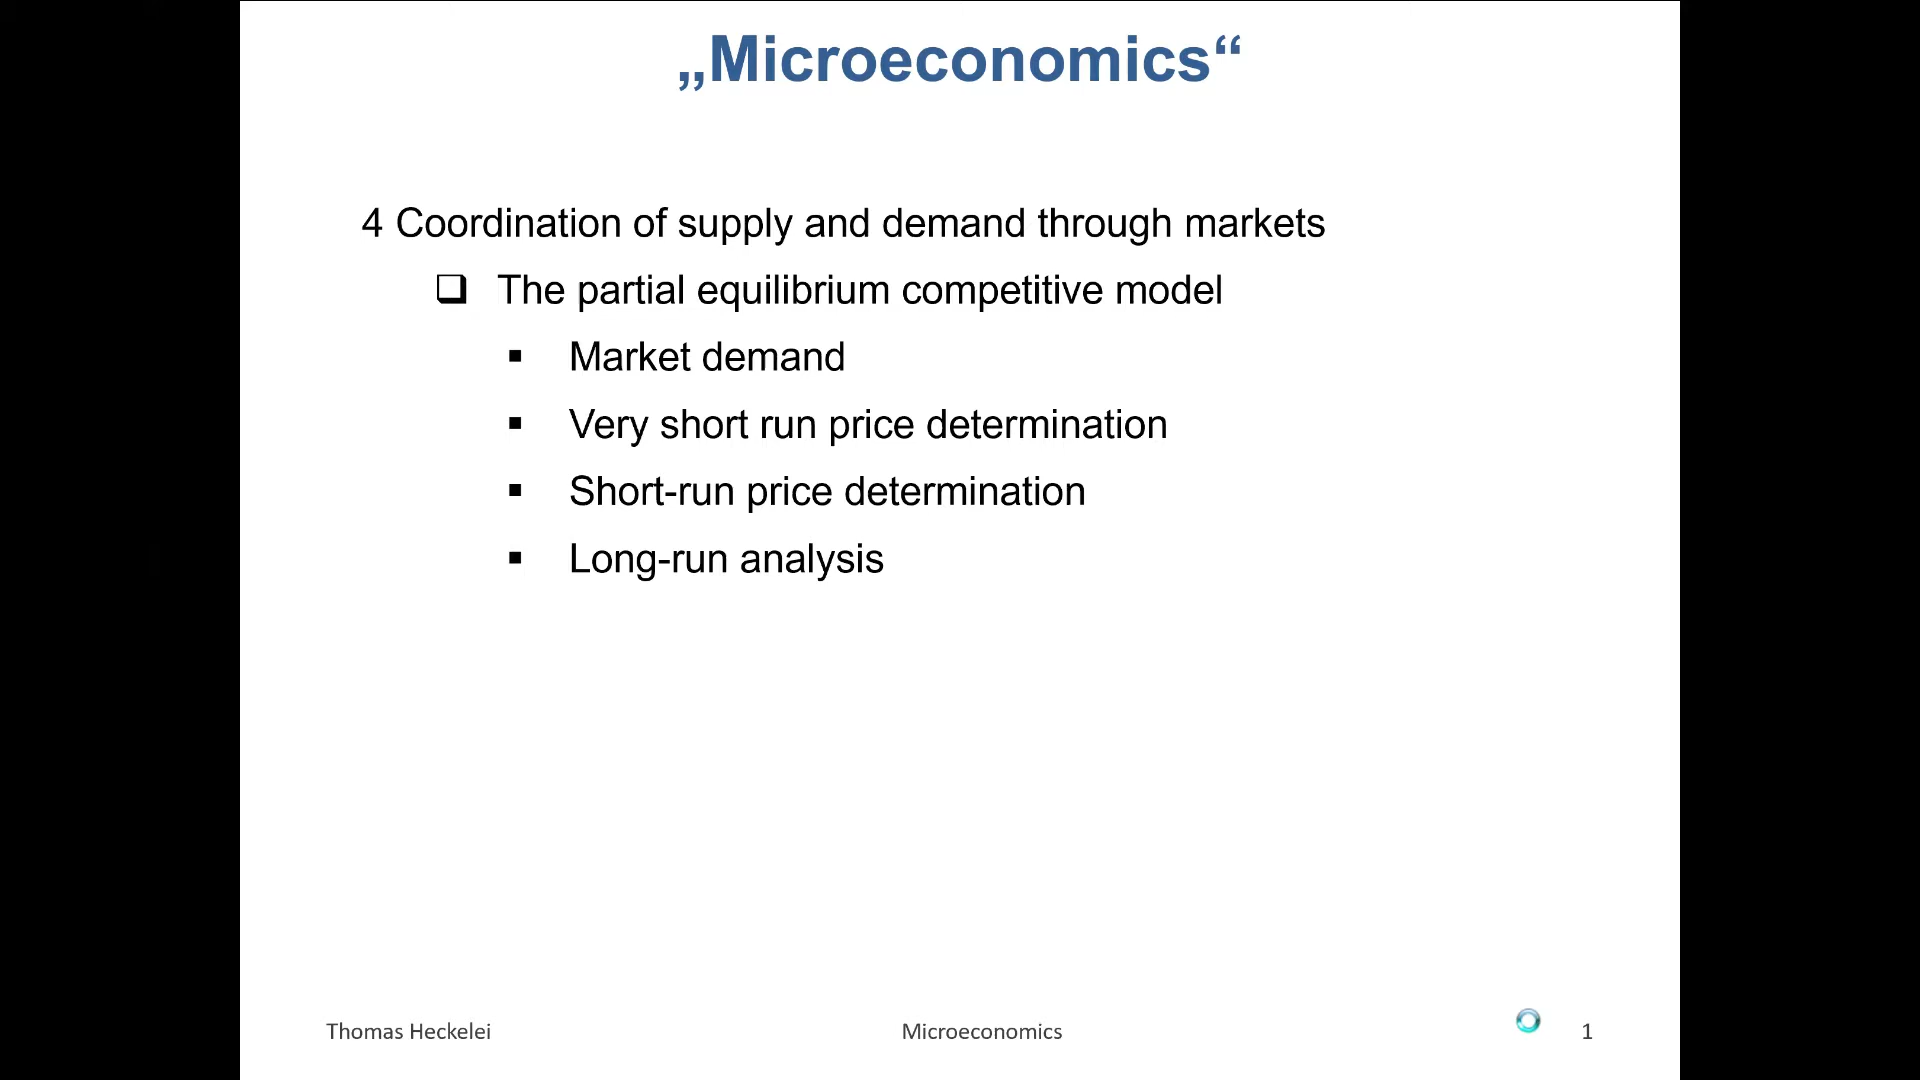 „Microeconomics“
4 Coordination of supply and demand through markets
❑ The partial equilibrium competitive model
▪ Market demand
▪ Very short run price determination
▪ Short-run price determination
▪ Long-run analysis
Thomas Heckelei
Microeconomics
1